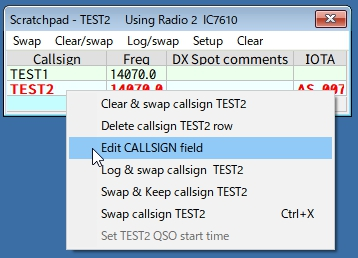 Scratchpad - TEST2 Using Radio 2 IC7610
Swap Clear/swap Log/swap Setup Clear
Callsign Freq DX Spot comments IOTA
TEST1 14070.0
TEST2 14070.0 AS-007
Clear & swap callsign TEST2
Delete callsign TEST2 row
Edit CALLSIGN field
Log & swap callsign TEST2
Swap & Keep callsign TEST2
Swap callsign TEST2 Ctrl+X
Set TEST2 QSO start time